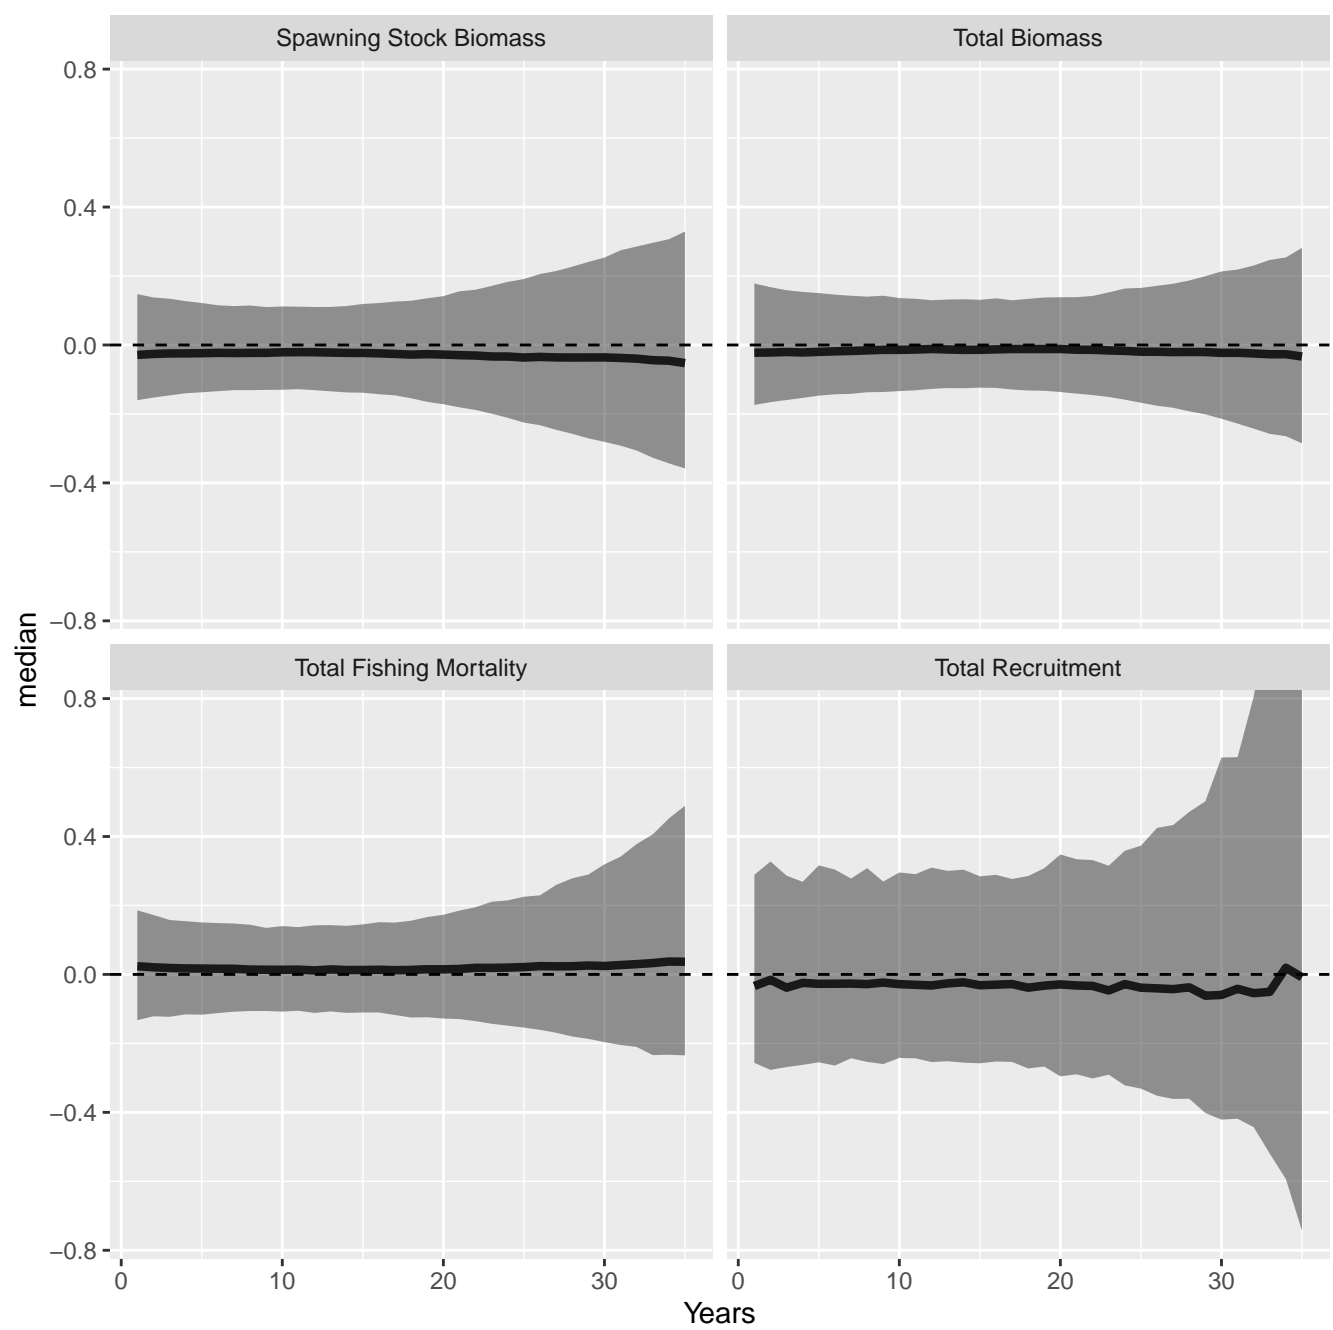 Spawning Stock Biomass
Total Biomass
0.8
0.4
0.0
−0.4
−0.8
median
Total Fishing Mortality
Total Recruitment
0.8
0.4
0.0
−0.4
−0.8
0 10 20 30
0 10 20 30
Years